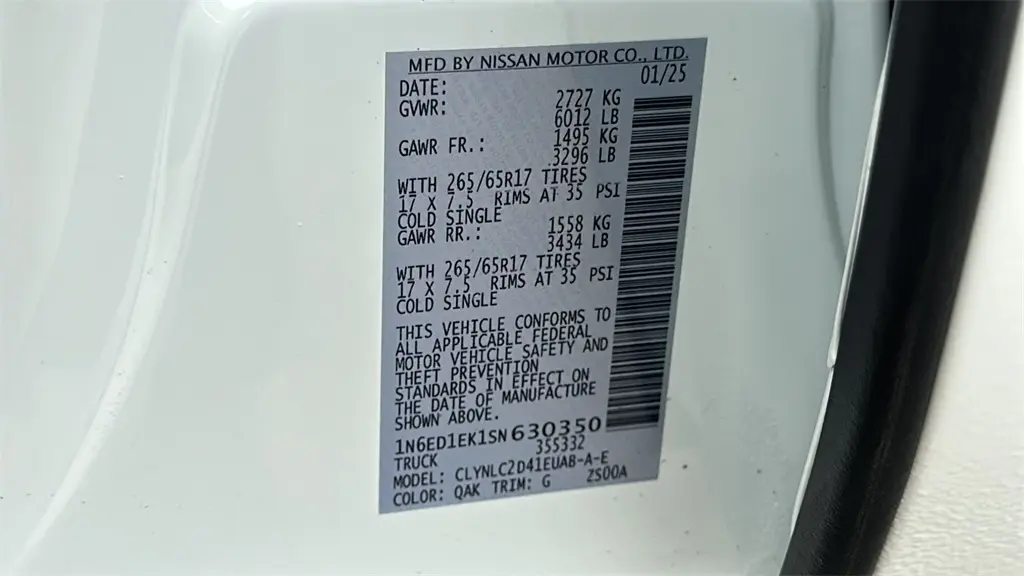 MFD BY NISSAN MOTOR CO., LTD.
DATE: 01/25
GVWR: 2727 KG
6012 LB
GAWR FR.: 1495 KG
3296 LB
WITH 265/65R17 TIRES
17 X 7.5 RIMS AT 35 PSI
COLD SINGLE
GAWR RR.: 1558 KG
3434 LB
WITH 265/65R17 TIRES
17 X 7.5 RIMS AT 35 PSI
COLD SINGLE
THIS VEHICLE CONFORMS TO
ALL APPLICABLE FEDERAL
MOTOR VEHICLE SAFETY AND
THEFT PREVENTION
STANDARDS IN EFFECT ON
THE DATE OF MANUFACTURE
SHOWN ABOVE.
1N6ED1EK1SN630350
TRUCK 355332
MODEL: CLYNLC2D41EUAB-A-E
COLOR: QAK TRIM: G ZS00A